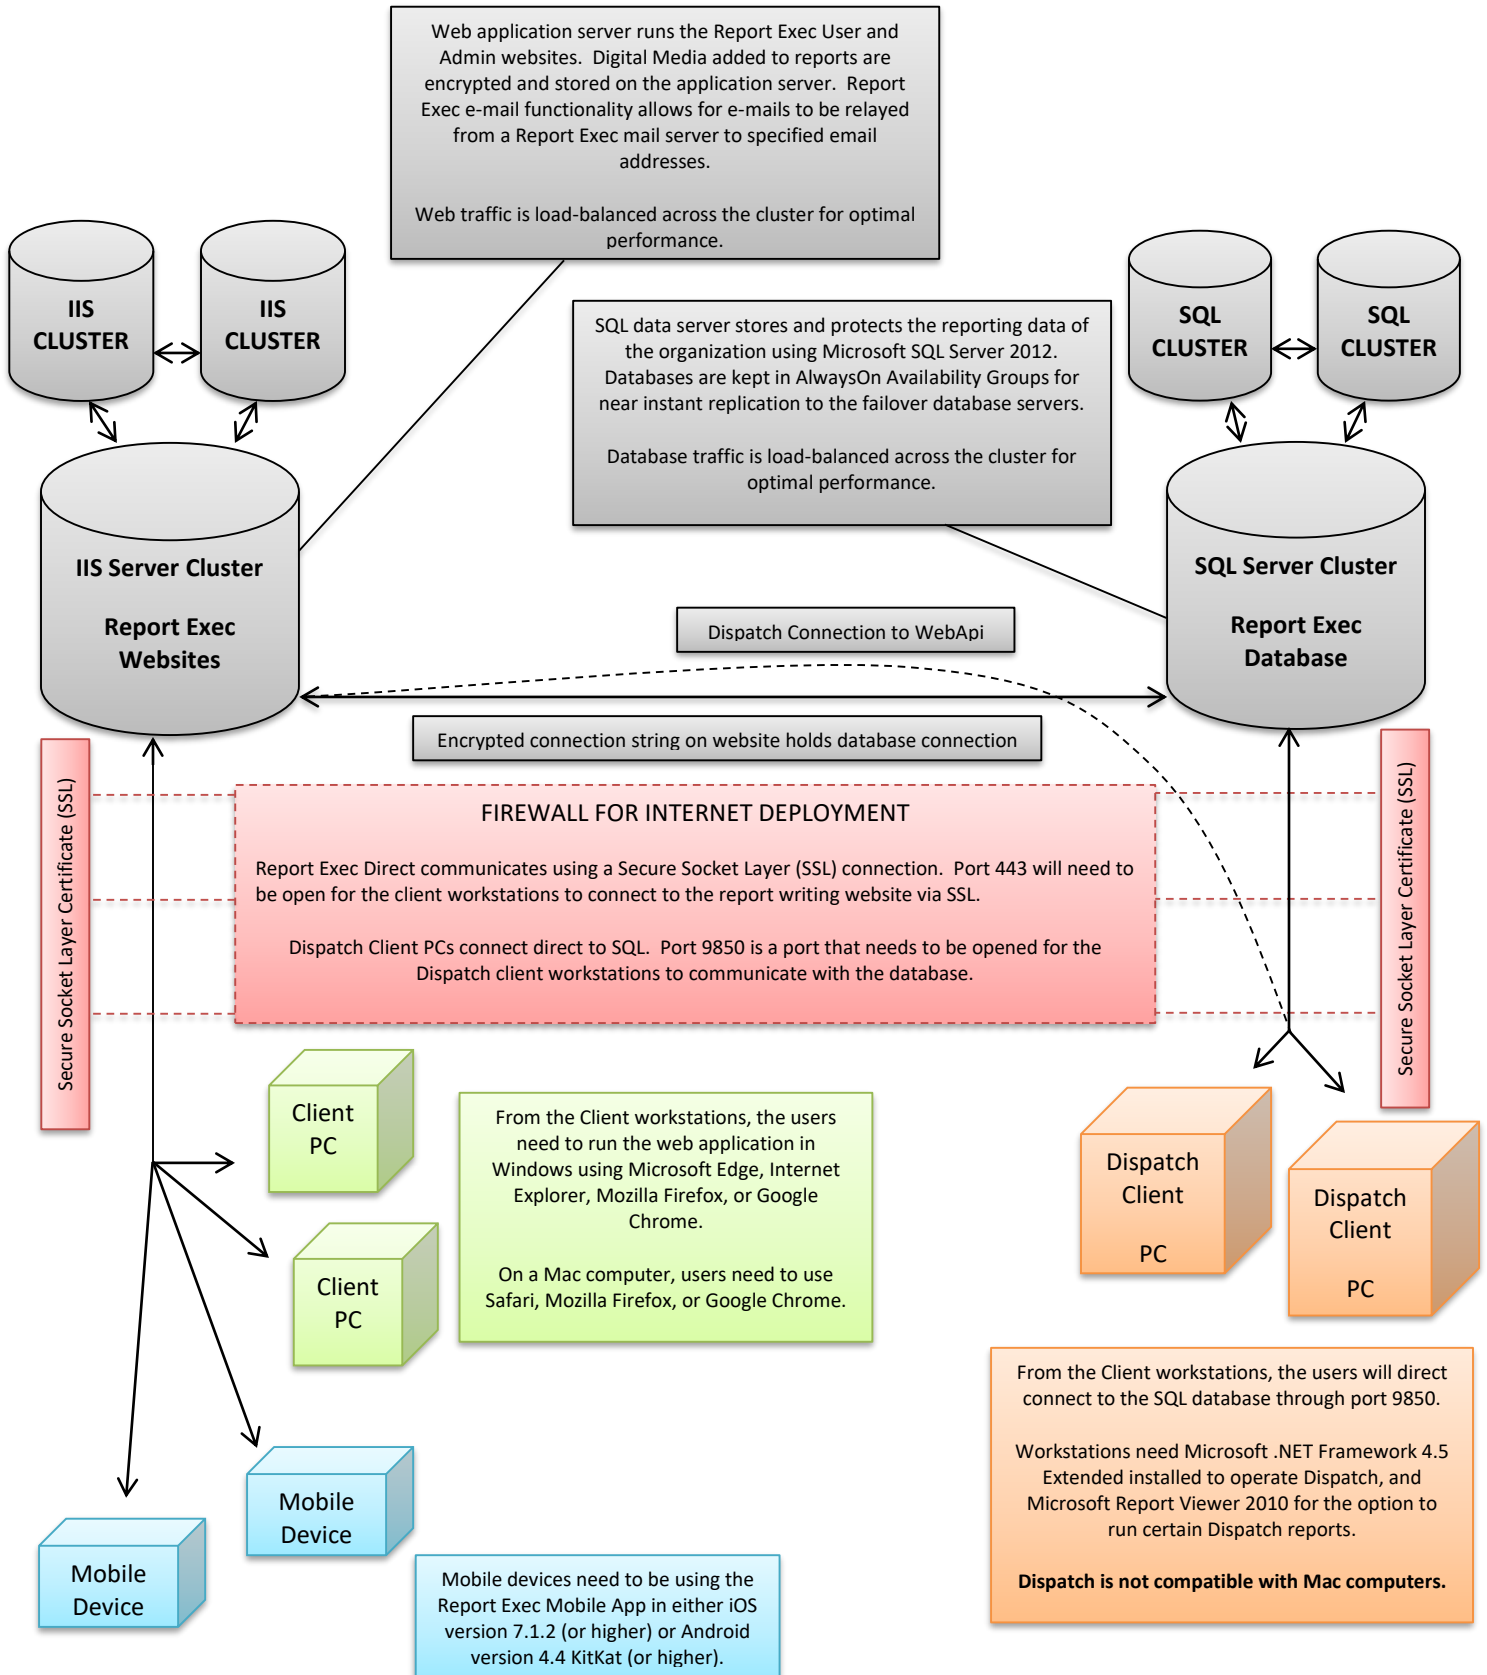 Web application server runs the Report Exec User and
Admin websites.  Digital Media added to reports are
encrypted and stored on the application server.  Report
Exec e-mail functionality allows for e-mails to be relayed
from a Report Exec mail server to specified email
addresses.
Web traffic is load-balanced across the cluster for optimal
performance.
IIS
CLUSTER
IIS
CLUSTER
SQL data server stores and protects the reporting data of
the organization using Microsoft SQL Server 2012.
Databases are kept in AlwaysOn Availability Groups for
near instant replication to the failover database servers.
Database traffic is load-balanced across the cluster for
optimal performance.
SQL
CLUSTER
SQL
CLUSTER
IIS Server Cluster
Report Exec
Websites
SQL Server Cluster
Report Exec
Database
Dispatch Connection to WebApi
Encrypted connection string on website holds database connection
Secure Socket Layer Certificate (SSL)
FIREWALL FOR INTERNET DEPLOYMENT
Report Exec Direct communicates using a Secure Socket Layer (SSL) connection.  Port 443 will need to
be open for the client workstations to connect to the report writing website via SSL.
Dispatch Client PCs connect direct to SQL.  Port 9850 is a port that needs to be opened for the
Dispatch client workstations to communicate with the database.
Secure Socket Layer Certificate (SSL)
Client
PC
Client
PC
From the Client workstations, the users
need to run the web application in
Windows using Microsoft Edge, Internet
Explorer, Mozilla Firefox, or Google
Chrome.
On a Mac computer, users need to use
Safari, Mozilla Firefox, or Google Chrome.
Dispatch
Client
PC
Dispatch
Client
PC
From the Client workstations, the users will direct
connect to the SQL database through port 9850.
Workstations need Microsoft .NET Framework 4.5
Extended installed to operate Dispatch, and
Microsoft Report Viewer 2010 for the option to
run certain Dispatch reports.
Dispatch is not compatible with Mac computers.
Mobile
Device
Mobile
Device
Mobile devices need to be using the
Report Exec Mobile App in either iOS
version 7.1.2 (or higher) or Android
version 4.4 KitKat (or higher).